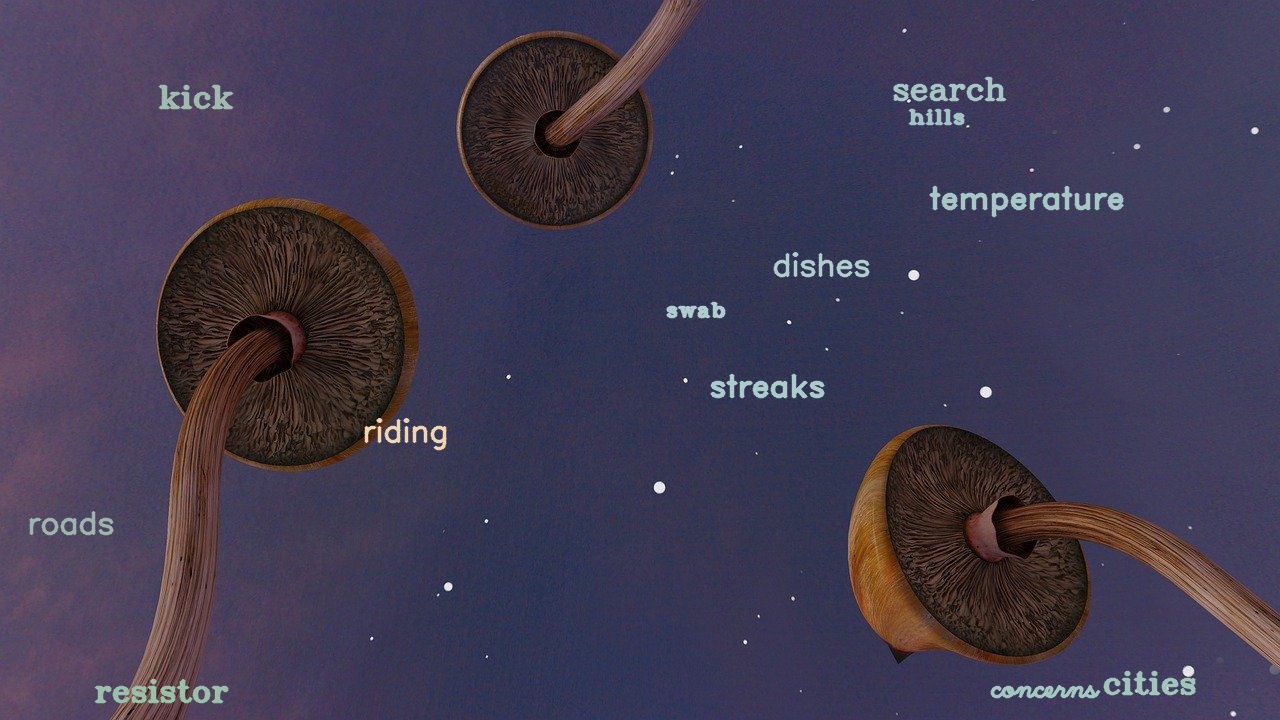 kick
search
hills
temperature
dishes
swab
streaks
riding
roads
resistor
concerns cities